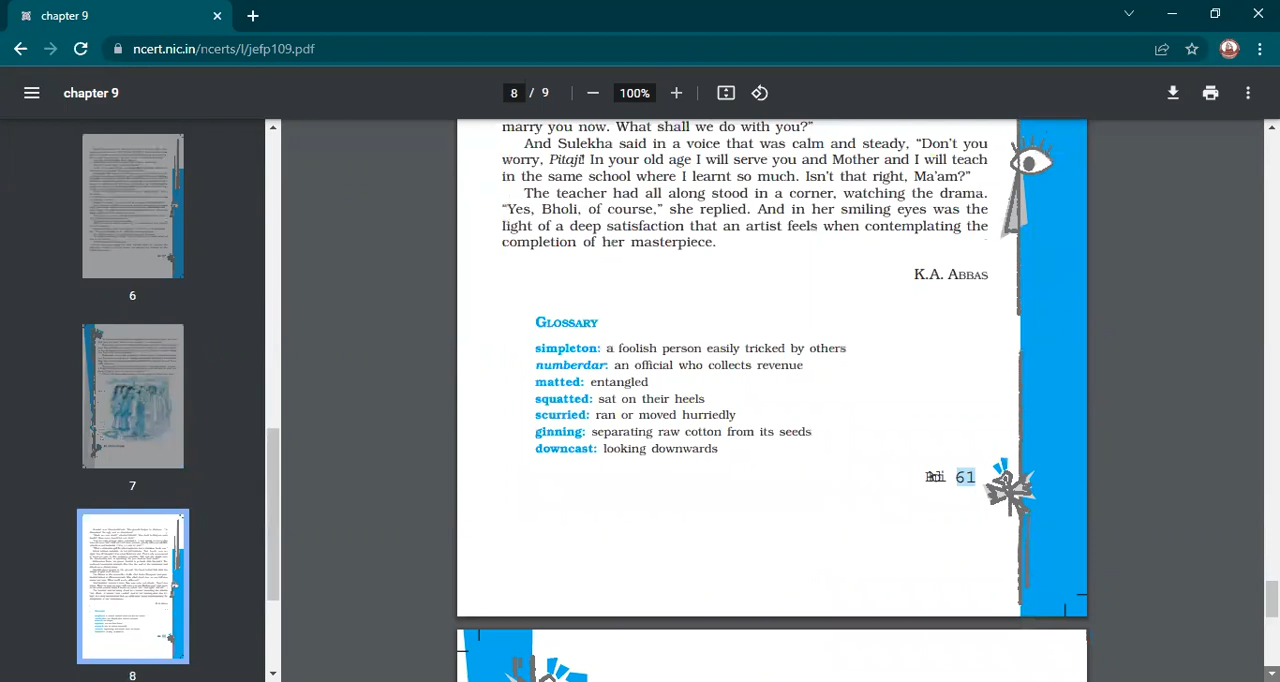 chapter 9
ncert.nic.in/ncerts/l/jefp109.pdf
chapter 9
8 / 9
100%
6
7
8
marry you now. What shall we do with you?"
And Sulekha said in a voice that was calm and steady, "Don't you
worry, Pitaji! In your old age I will serve you and Mother and I will teach
in the same school where I learnt so much. Isn't that right, Ma'am?"
The teacher had all along stood in a corner, watching the drama.
"Yes, Bholi, of course," she replied. And in her smiling eyes was the
light of a deep satisfaction that an artist feels when contemplating the
completion of her masterpiece.
K.A. ABBAS
GLOSSARY
simpleton: a foolish person easily tricked by others
numberdar: an official who collects revenue
matted: entangled
squatted: sat on their heels
scurried: ran or moved hurriedly
ginning: separating raw cotton from its seeds
downcast: looking downwards
61